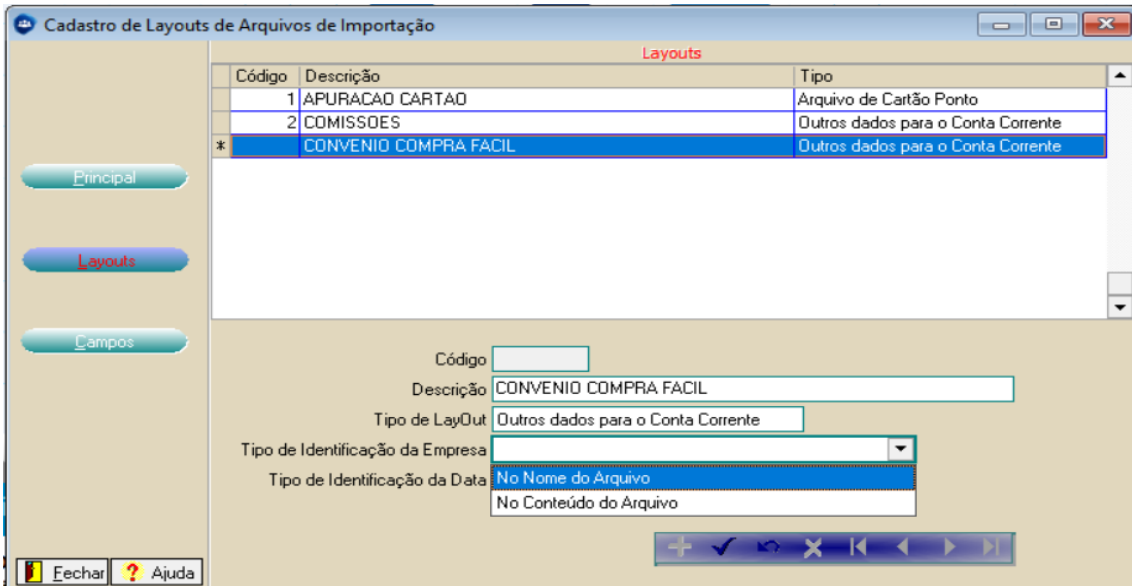 Cadastro de Layouts de Arquivos de Importação
Layouts
Código Descrição Tipo
1 APURACAO CARTAO Arquivo de Cartão Ponto
2 COMISSOES Outros dados para o Conta Corrente
* CONVENIO COMPRA FACIL Outros dados para o Conta Corrente
Principal
Layouts
Campos
Código
Descrição CONVENIO COMPRA FACIL
Tipo de LayOut Outros dados para o Conta Corrente
Tipo de Identificação da Empresa
Tipo de Identificação da Data No Nome do Arquivo
No Conteúdo do Arquivo
Fechar ? Ajuda